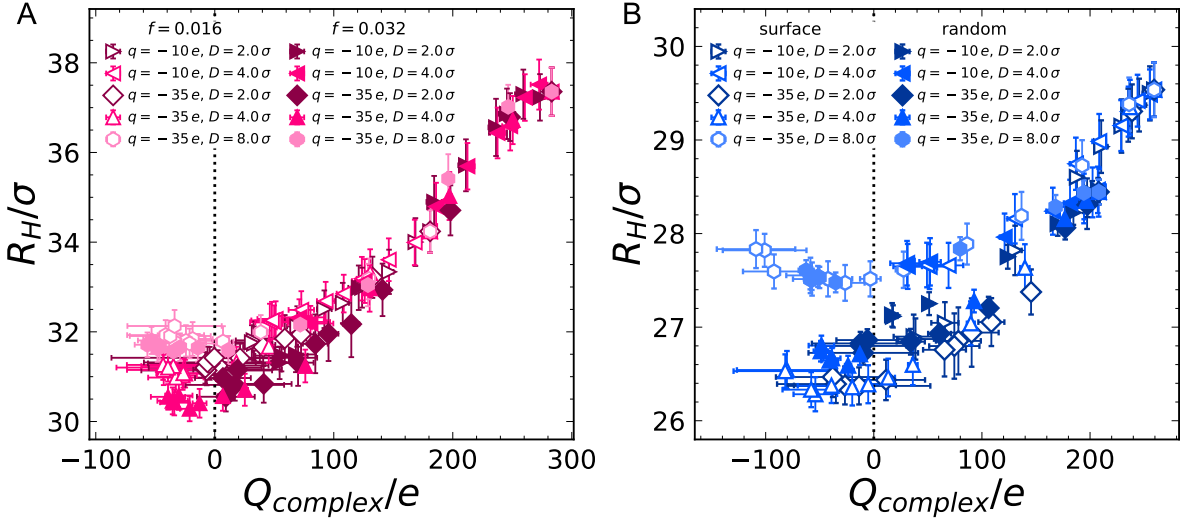 A
f = 0.016 f = 0.032
q = −10 e, D = 2.0 σ q = −10 e, D = 2.0 σ
q = −10 e, D = 4.0 σ q = −10 e, D = 4.0 σ
q = −35 e, D = 2.0 σ q = −35 e, D = 2.0 σ
q = −35 e, D = 4.0 σ q = −35 e, D = 4.0 σ
q = −35 e, D = 8.0 σ q = −35 e, D = 8.0 σ
38
36
34
32
30
R_H/σ
−100 0 100 200 300
Q_complex/e
B
surface random
q = −10 e, D = 2.0 σ q = −10 e, D = 2.0 σ
q = −10 e, D = 4.0 σ q = −10 e, D = 4.0 σ
q = −35 e, D = 2.0 σ q = −35 e, D = 2.0 σ
q = −35 e, D = 4.0 σ q = −35 e, D = 4.0 σ
q = −35 e, D = 8.0 σ q = −35 e, D = 8.0 σ
30
29
28
27
26
R_H/σ
−100 0 100 200
Q_complex/e